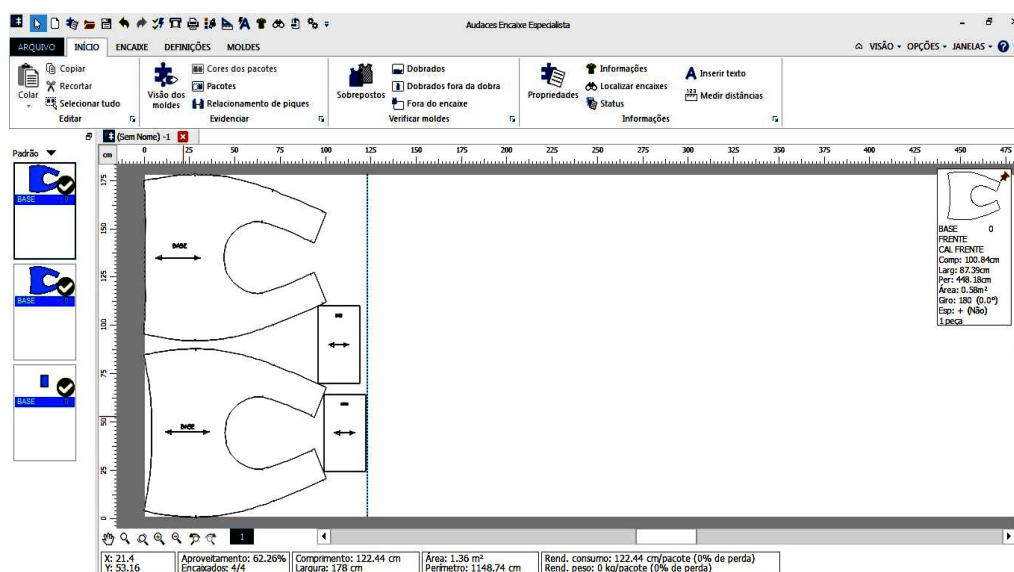 Audaces Encaixe Especialista
ARQUIVO INÍCIO ENCAIXE DEFINIÇÕES MOLDES
VISÃO OPÇÕES JANELAS
Colar
Copiar
Recortar
Selecionar tudo
Editar
Visão dos moldes
Cores dos pacotes
Pacotes
Relacionamento de piques
Evidenciar
Sobrepostos
Dobrados
Dobrados fora da dobra
Fora do encaixe
Verificar moldes
Propriedades
Informações
Localizar encaixes
Status
Inserir texto
Medir distâncias
Informações
(Sem Nome) -1
Padrão
cm 0 25 50 75 100 125 150 175 200 225 250 275 300 325 350 375 400 425 450 475
175
150
125
100
75
50
25
0
BASE 0
BASE 0
BASE 0
BASE
BASE
BASE 0
FRENTE
CAL FRENTE
Comp: 100.84cm
Larg: 87.39cm
Per: 448.18cm
Área: 0.58m²
Giro: 180 (0.0°)
Esp: + (Não)
1 peça
1
X: 21.4
Y: 53.16
Aproveitamento: 62.26%
Encaixados: 4/4
Comprimento: 122.44 cm
Largura: 178 cm
Área: 1.36 m²
Perímetro: 1148.74 cm
Rend. consumo: 122.44 cm/pacote (0% de perda)
Rend. peso: 0 kg/pacote (0% de perda)